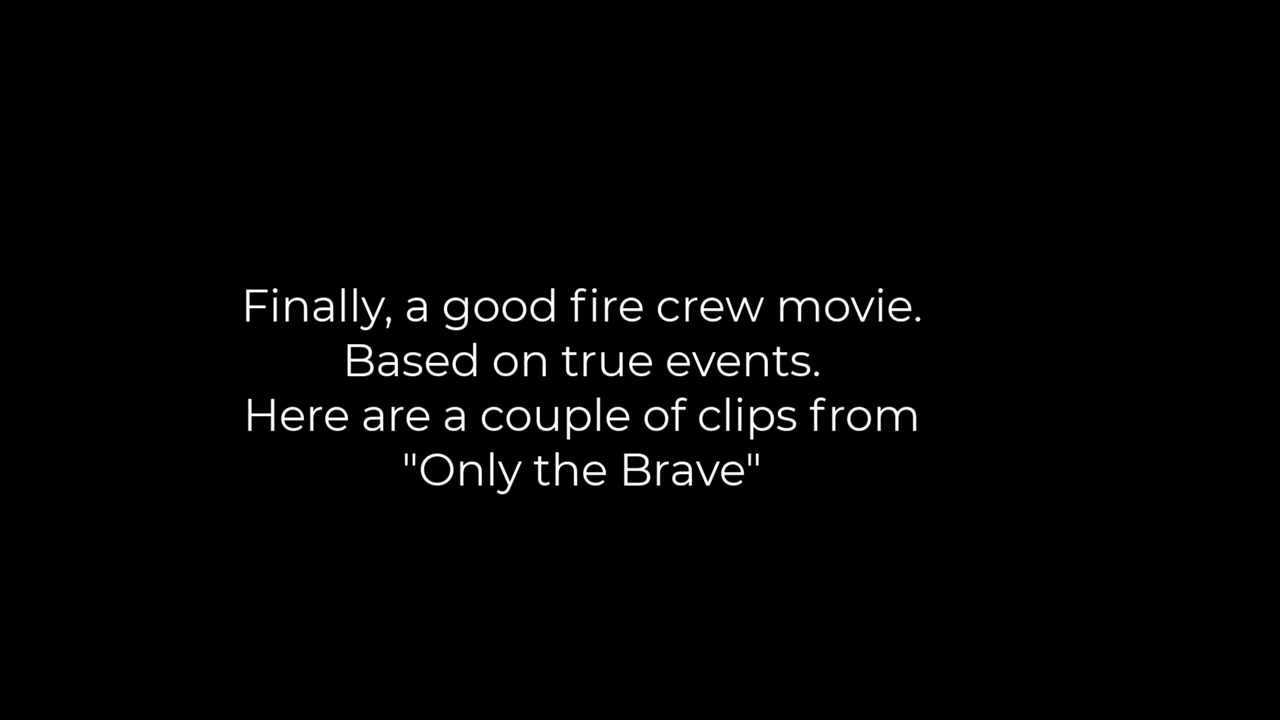 Finally, a good fire crew movie.
Based on true events.
Here are a couple of clips from
"Only the Brave"